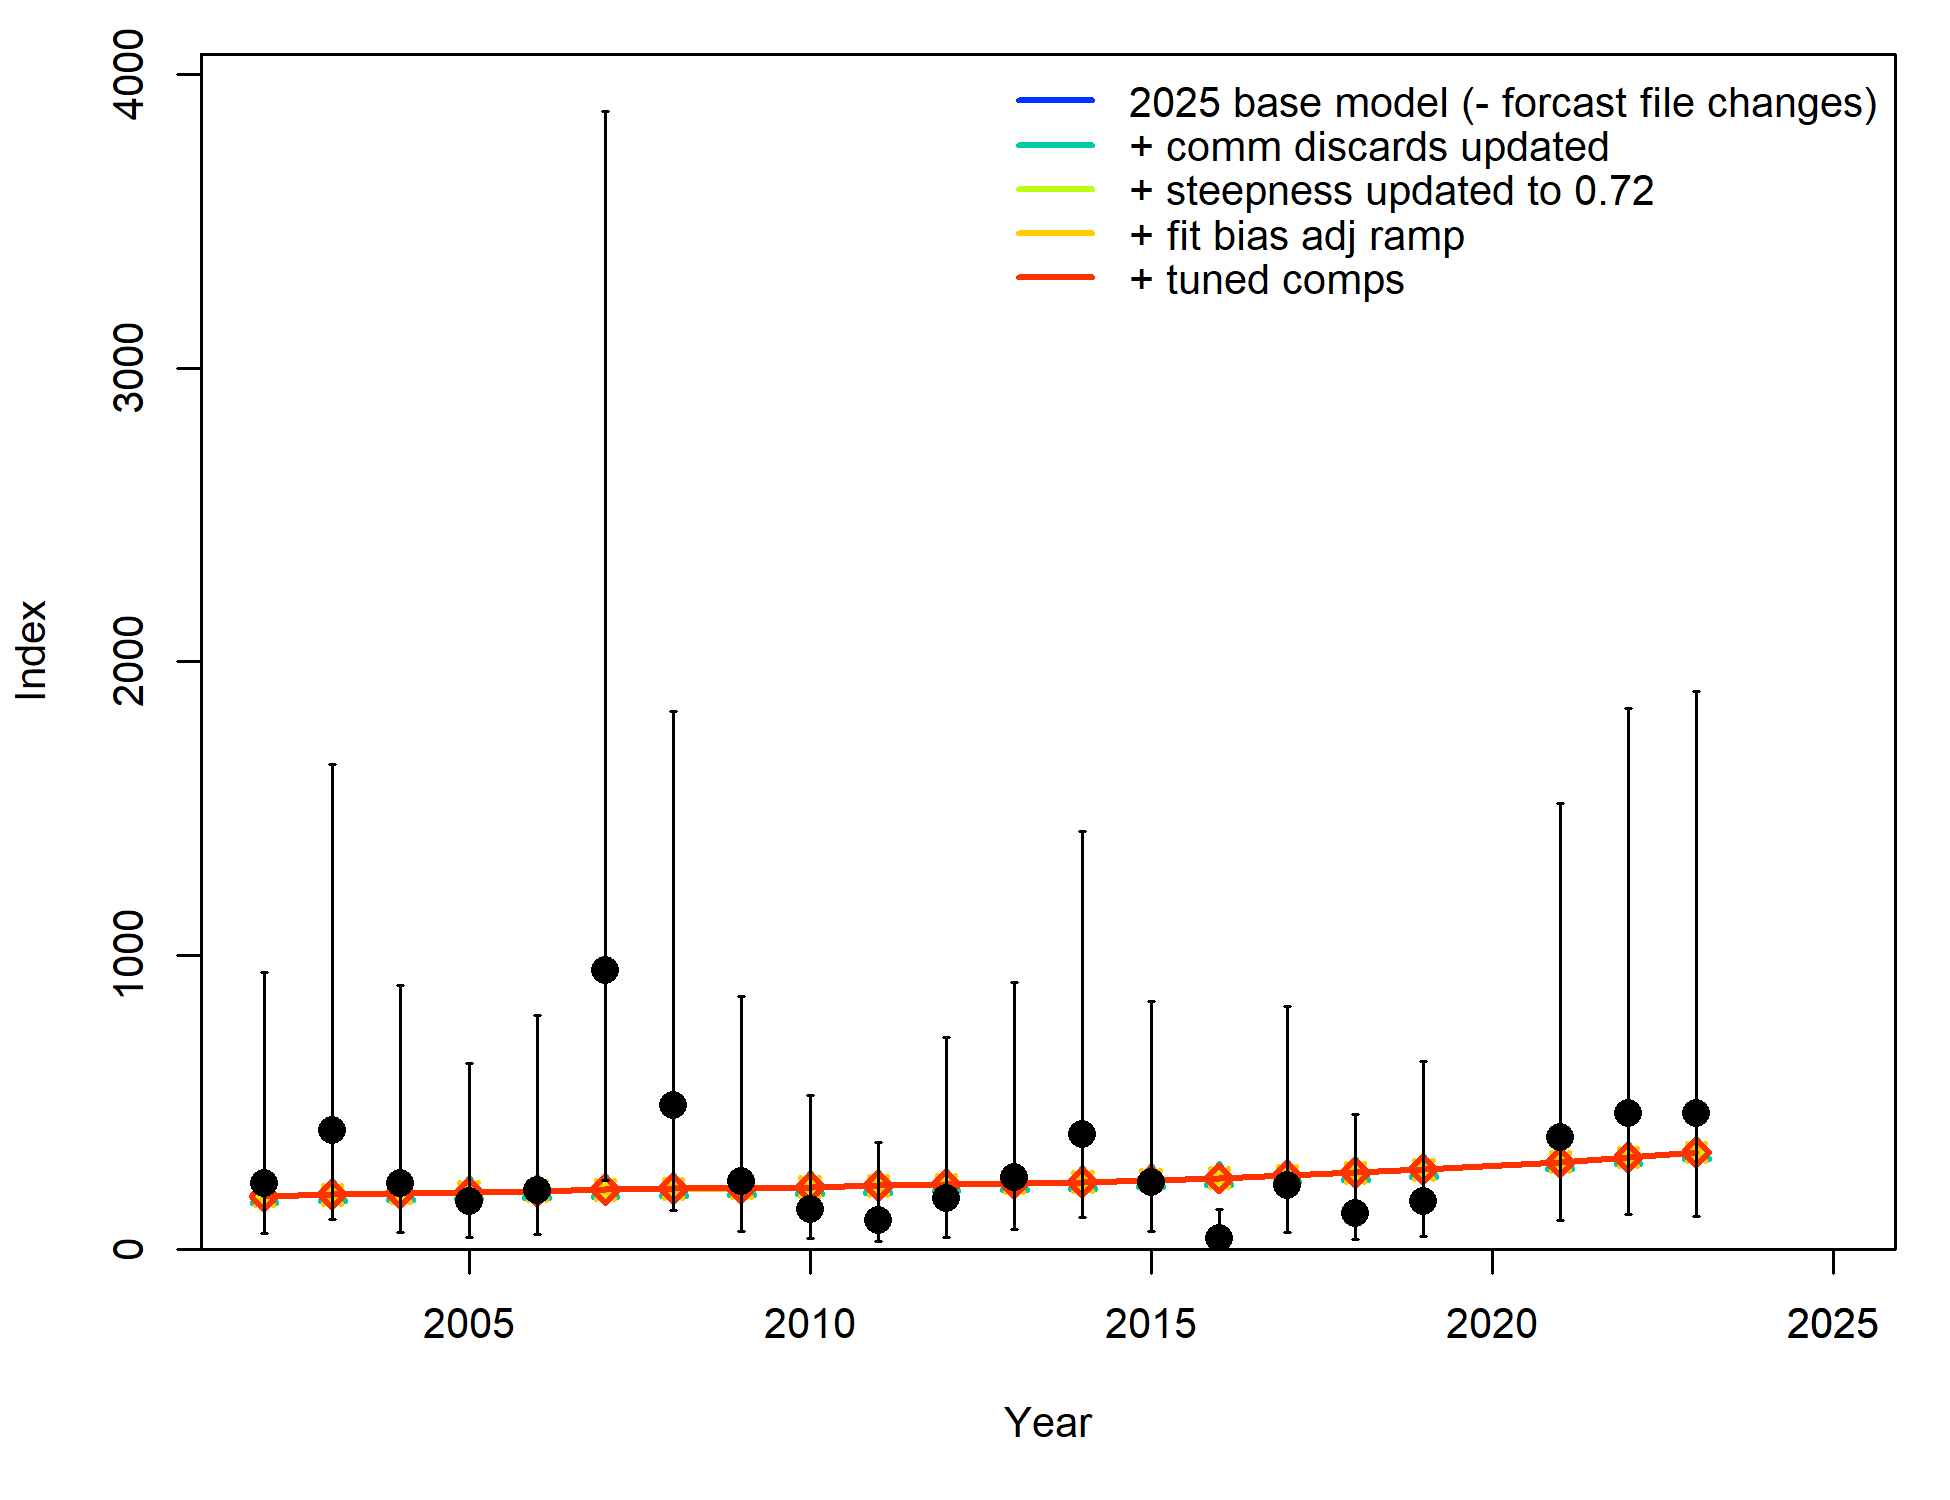 4000
3000
2000
1000
0
Index
2025 base model (- forcast file changes)
+ comm discards updated
+ steepness updated to 0.72
+ fit bias adj ramp
+ tuned comps
2005
2010
2015
2020
2025
Year